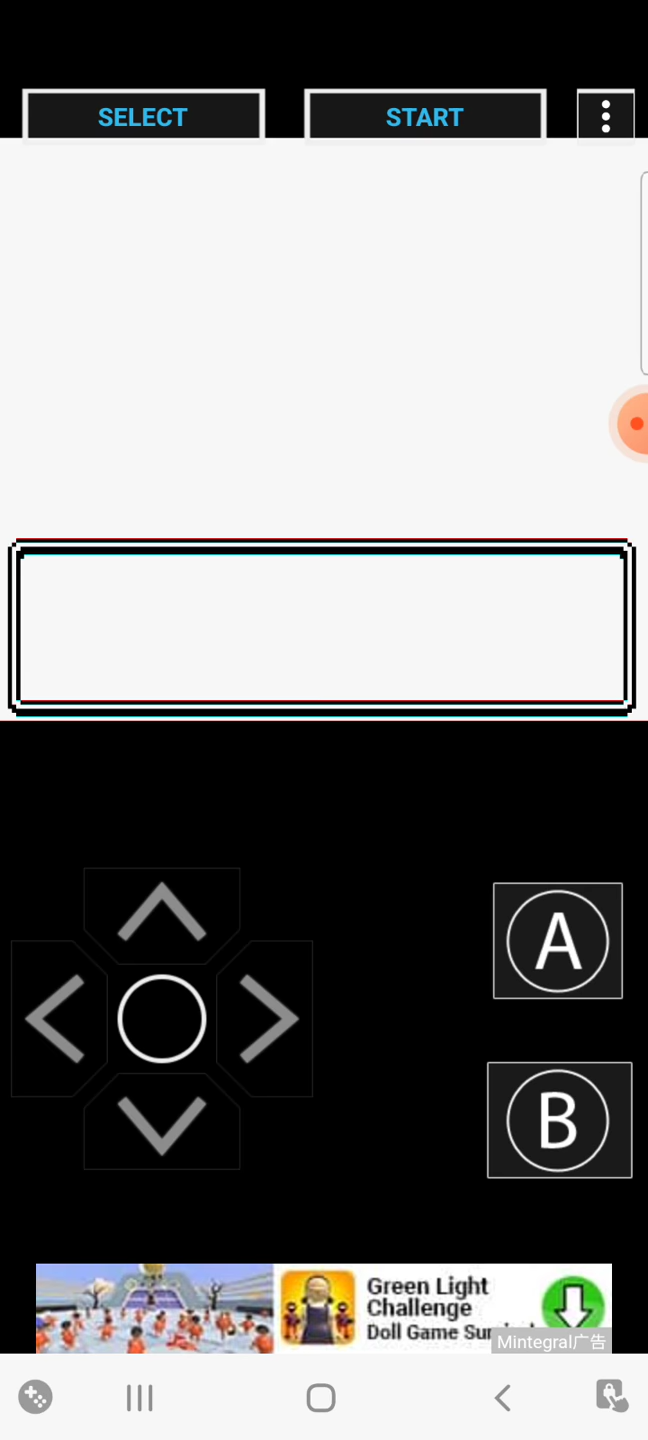 SELECT
START
A
B
Green Light
Challenge
Doll Game
Mintegral广告